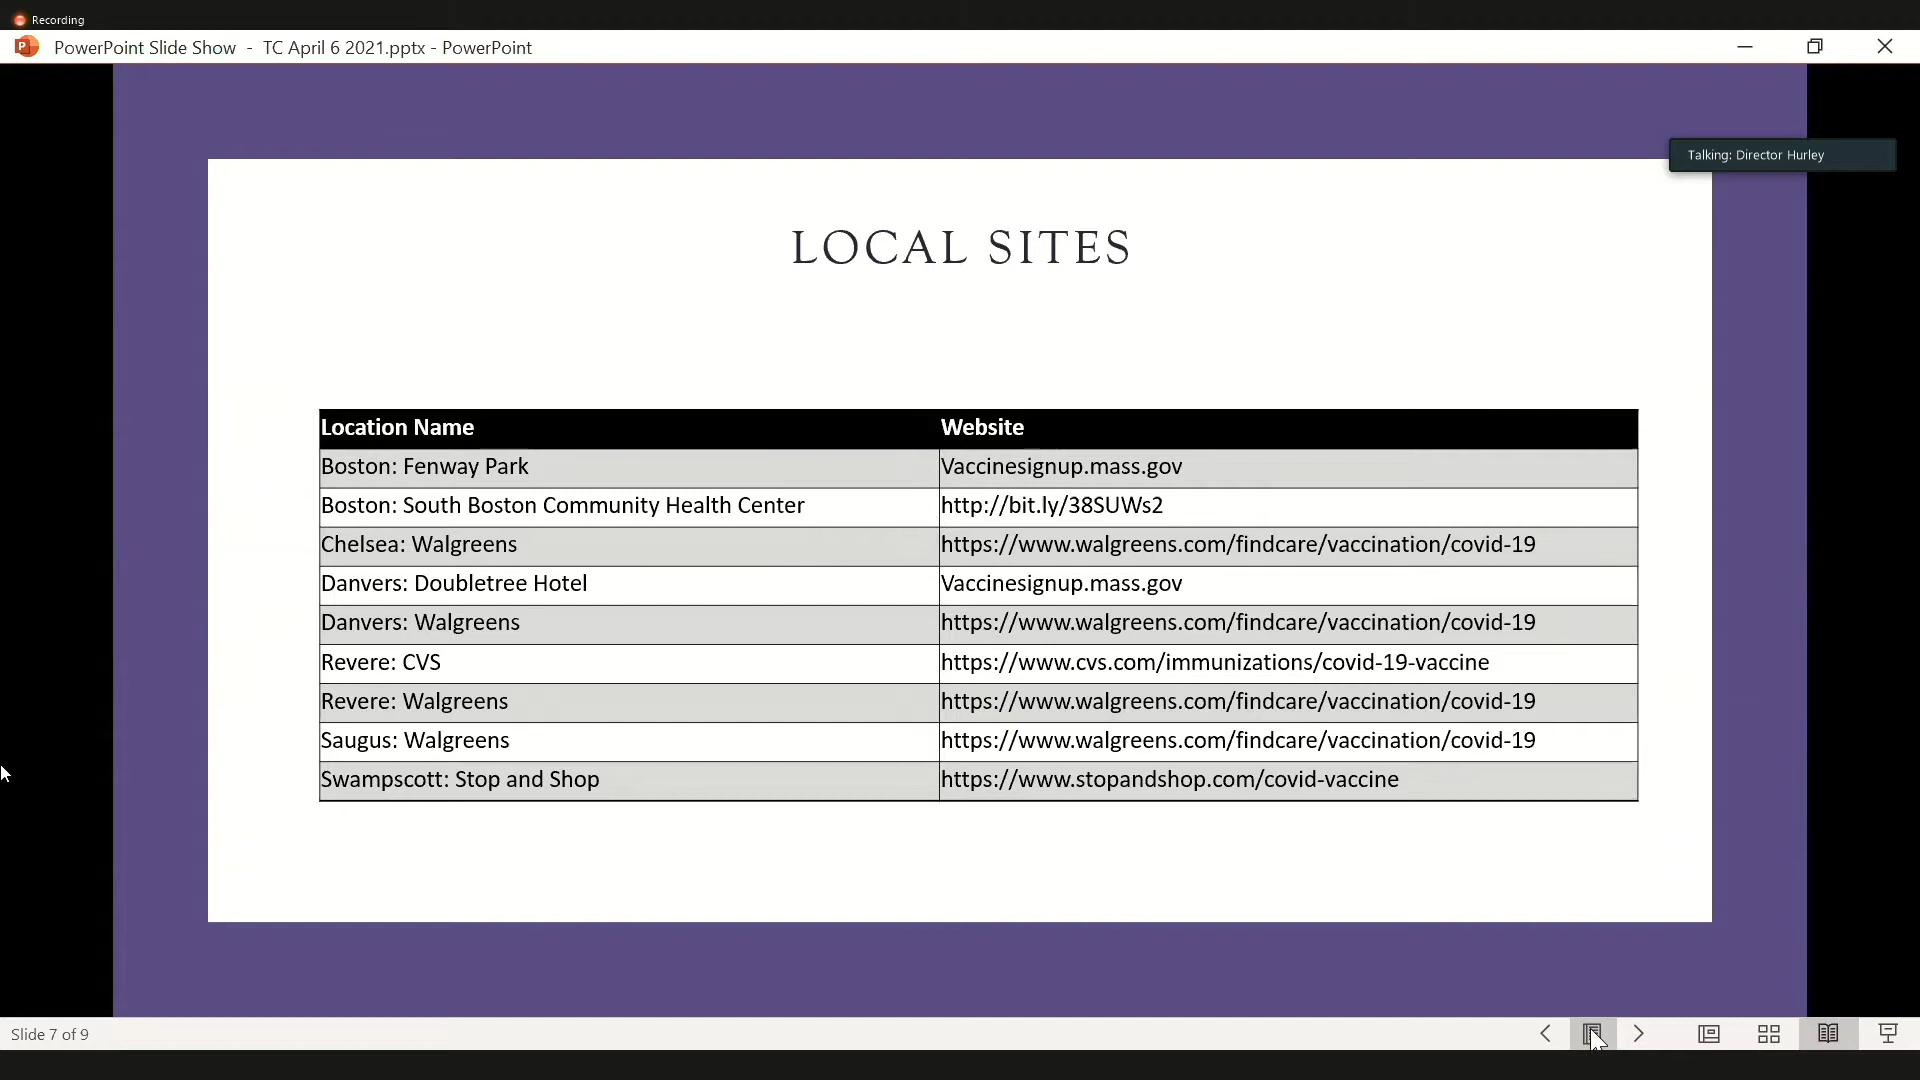 Recording
PowerPoint Slide Show - TC April 6 2021.pptx - PowerPoint
Talking: Director Hurley
LOCAL SITES
Location Name Website
Boston: Fenway Park Vaccinesignup.mass.gov
Boston: South Boston Community Health Center http://bit.ly/38SUWs2
Chelsea: Walgreens https://www.walgreens.com/findcare/vaccination/covid-19
Danvers: Doubletree Hotel Vaccinesignup.mass.gov
Danvers: Walgreens https://www.walgreens.com/findcare/vaccination/covid-19
Revere: CVS https://www.cvs.com/immunizations/covid-19-vaccine
Revere: Walgreens https://www.walgreens.com/findcare/vaccination/covid-19
Saugus: Walgreens https://www.walgreens.com/findcare/vaccination/covid-19
Swampscott: Stop and Shop https://www.stopandshop.com/covid-vaccine
Slide 7 of 9